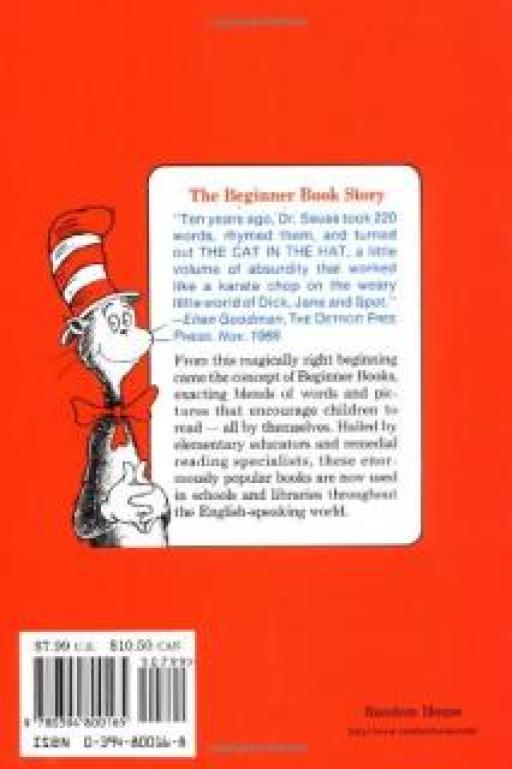 The Beginner Book Story
"Ten years ago, Dr. Seuss took 220
words, rhymed them, and turned
out THE CAT IN THE HAT, a little
volume of absurdity that worked
like a karate chop on the weary
little world of Dick, Jane and Spot."
—Ellen Goodman, THE DETROIT FREE
PRESS. Nov. 1966
From this magically right beginning
came the concept of Beginner Books,
exacting blends of words and pic-
tures that encourage children to
read — all by themselves. Hailed by
elementary educators and remedial
reading specialists, these enor-
mously popular books are now used
in schools and libraries throughout
the English-speaking world.
$7.99 U.S. $10.50 CAN
50799
9 780394 800165
ISBN 0-394-80016-8
Random House